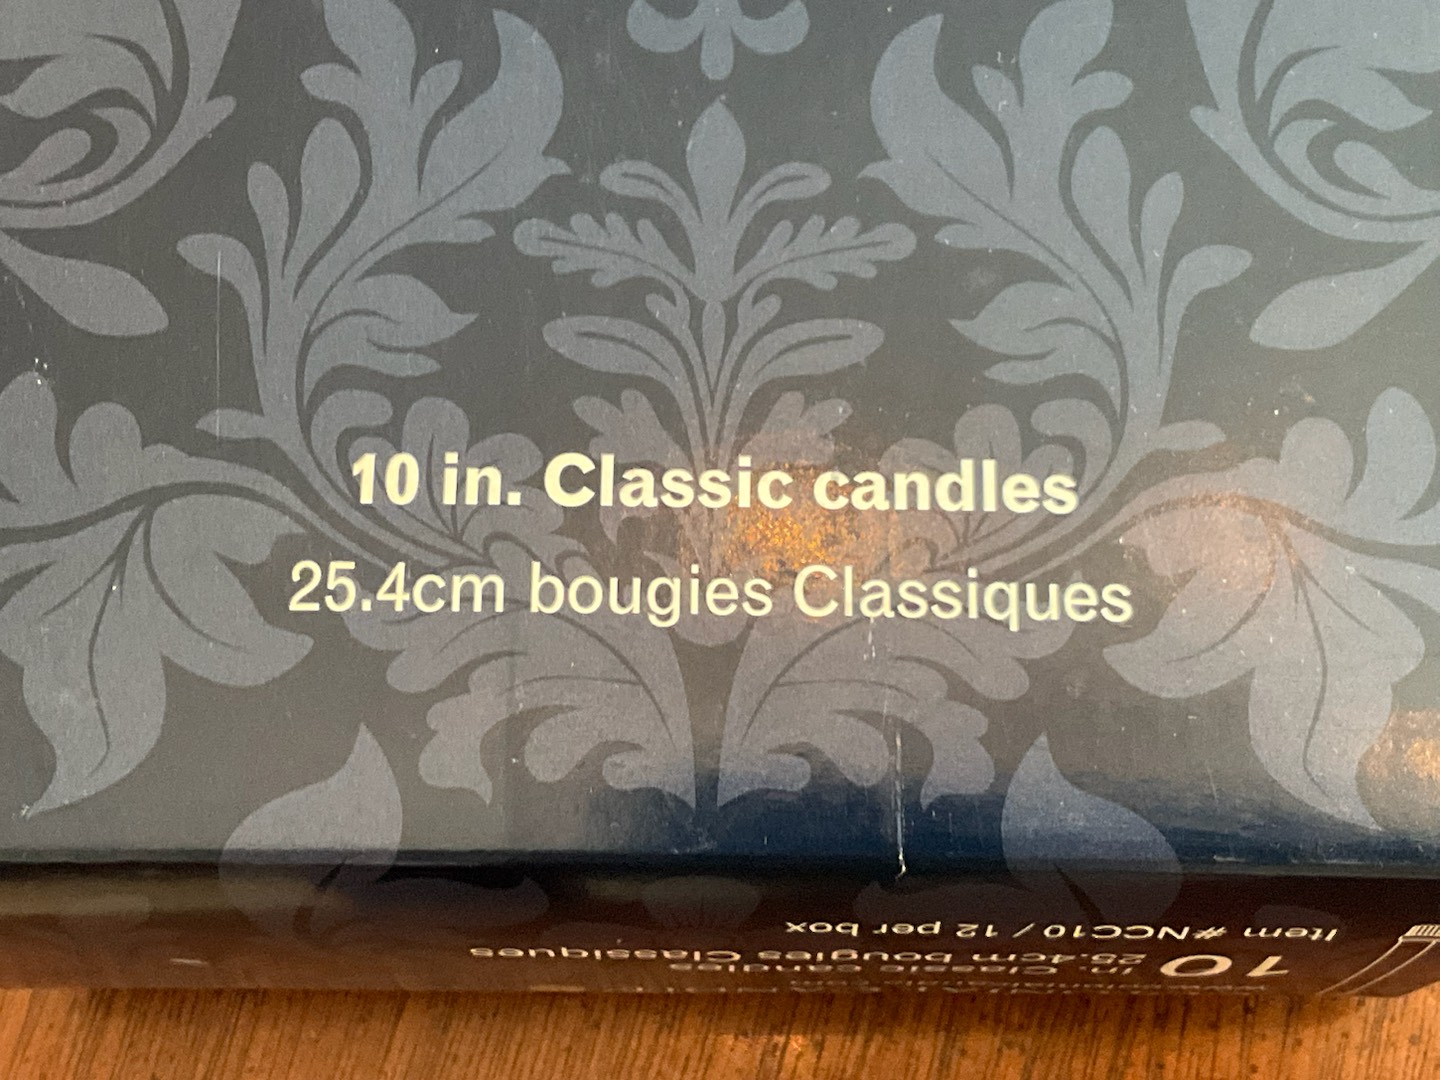 10 in. Classic candles
25.4cm bougies Classiques
10 in. Classic candles
25.4cm bougies Classiques
Item #NCC10 / 12 per box